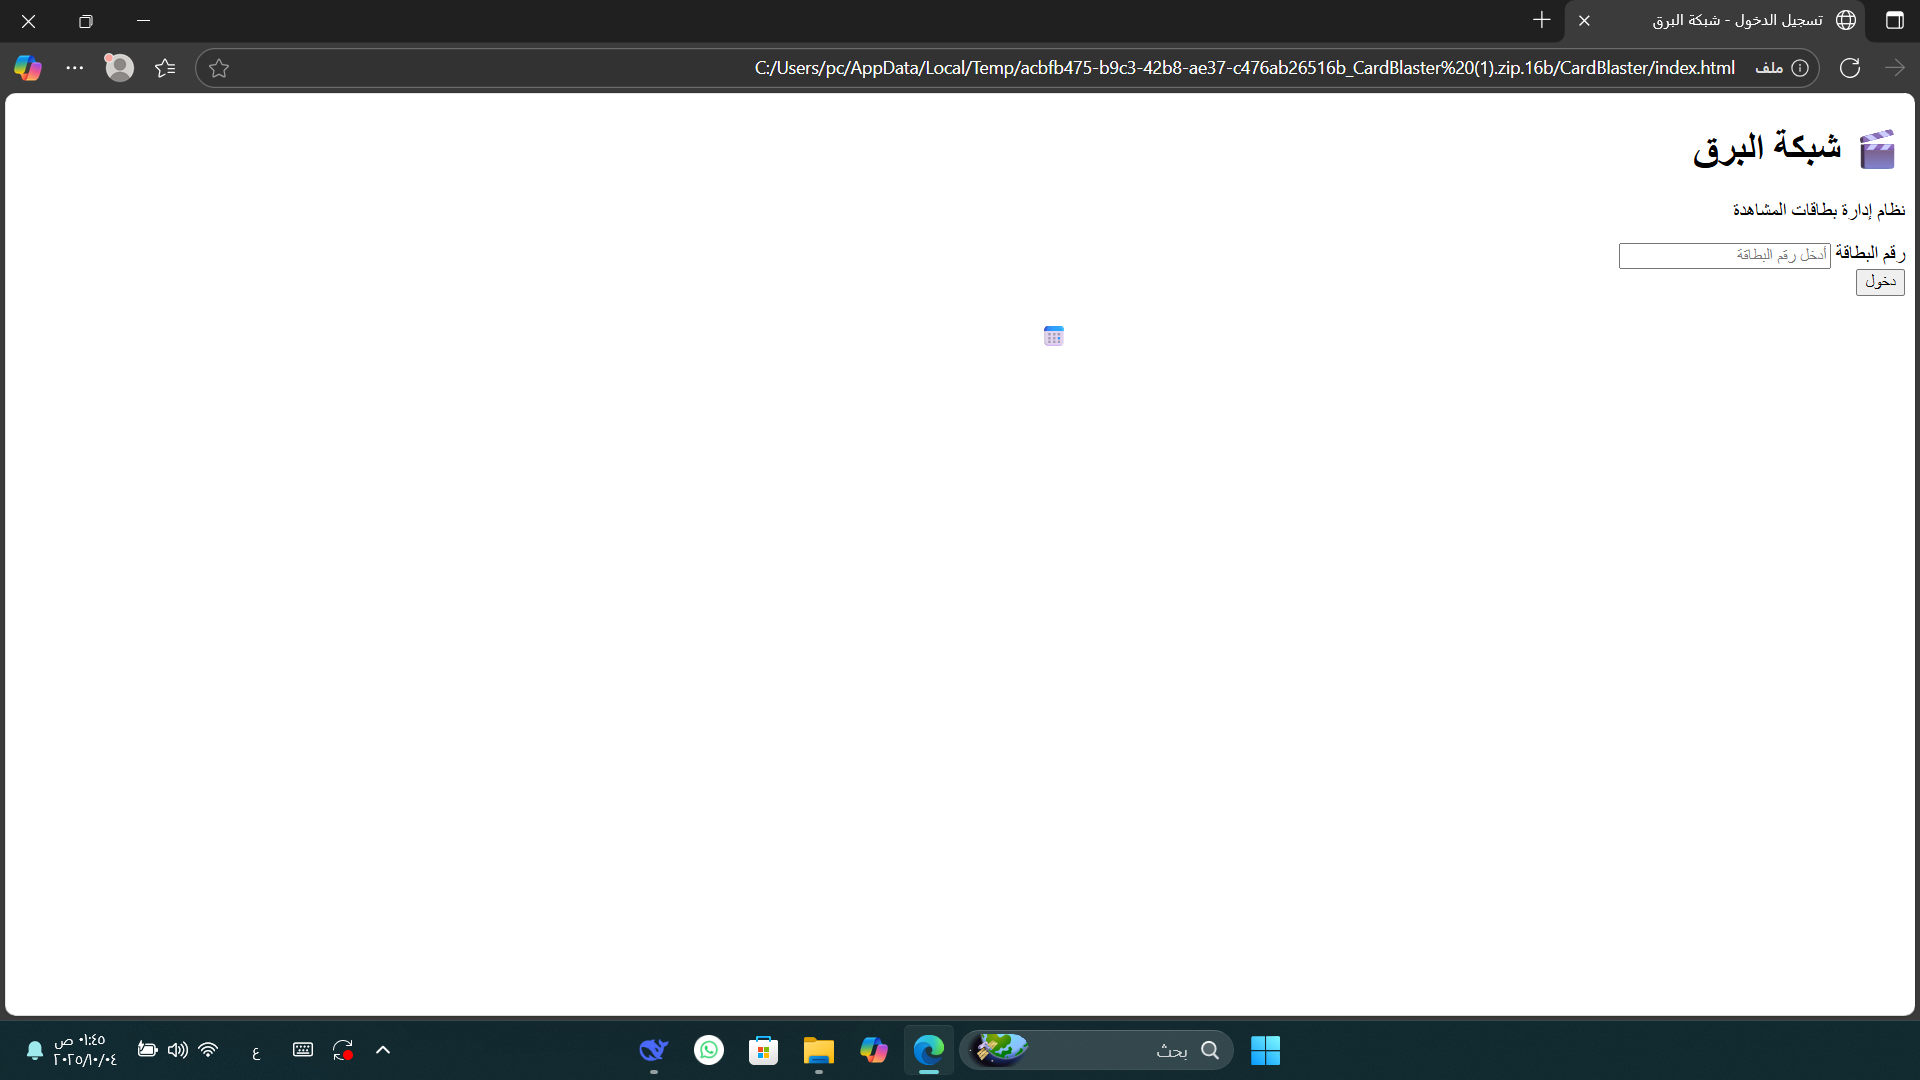 تسجيل الدخول - شبكة البرق
ملف
C:/Users/pc/AppData/Local/Temp/acbfb475-b9c3-42b8-ae37-c476ab26516b_CardBlaster%20(1).zip.16b/CardBlaster/index.html
شبكة البرق
نظام إدارة بطاقات المشاهدة
رقم البطاقة أدخل رقم البطاقة
دخول
بحث
ع
٠١:٤٥ ص
٢٠٢٥/١٠/٠٤